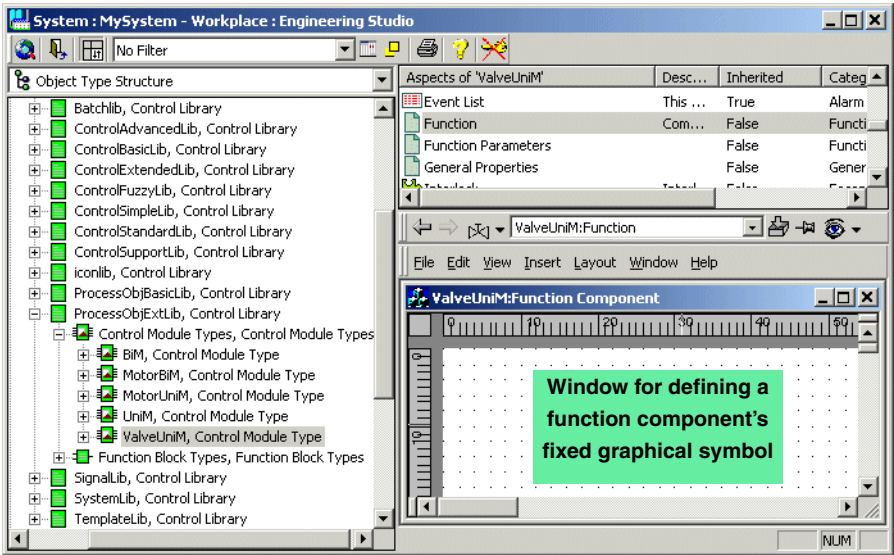 System : MySystem - Workplace : Engineering Studio
No Filter
Object Type Structure
Batchlib, Control Library
ControlAdvancedLib, Control Library
ControlBasicLib, Control Library
ControlExtendedLib, Control Library
ControlFuzzyLib, Control Library
ControlSimpleLib, Control Library
ControlStandardLib, Control Library
ControlSupportLib, Control Library
iconlib, Control Library
ProcessObjBasicLib, Control Library
ProcessObjExtLib, Control Library
Control Module Types, Control Module Types
BiM, Control Module Type
MotorBiM, Control Module Type
MotorUniM, Control Module Type
UniM, Control Module Type
ValveUniM, Control Module Type
Function Block Types, Function Block Types
SignalLib, Control Library
SystemLib, Control Library
TemplateLib, Control Library
Aspects of 'ValveUniM' Desc... Inherited Categ
Event List This ... True Alarm
Function Com... False Functi
Function Parameters False Functi
General Properties False Gener
ValveUniM:Function
File Edit View Insert Layout Window Help
ValveUniM:Function Component
0 10 20 30 40 50
0
1
Window for defining a
function component's
fixed graphical symbol
NUM